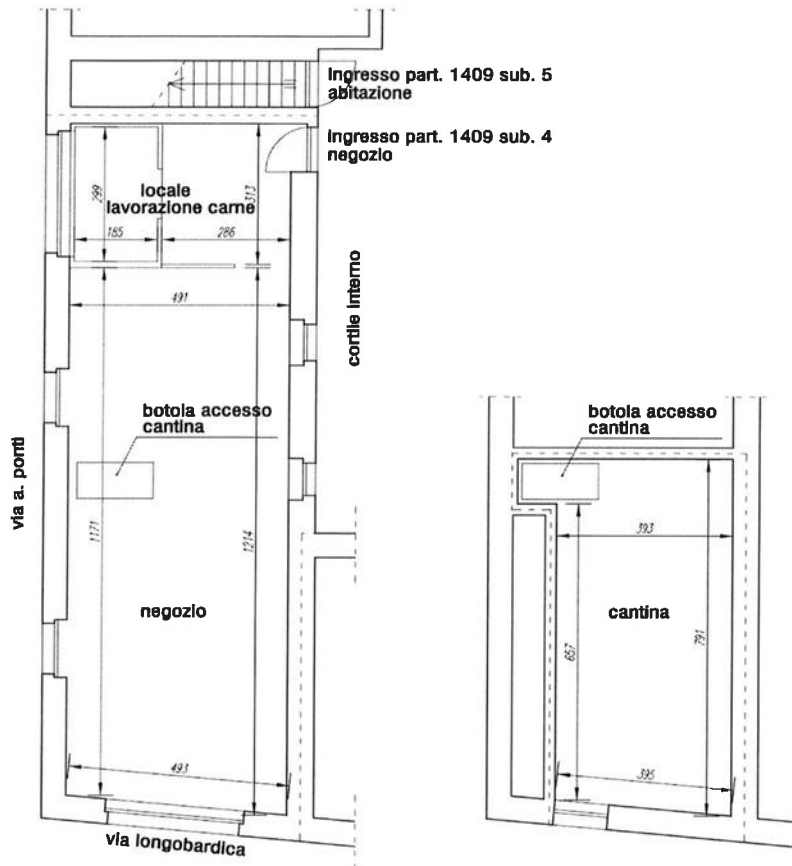 ingresso part. 1409 sub. 5
abitazione
ingresso part. 1409 sub. 4
negozio
locale
lavorazione carne
299
313
185
286
491
cortile interno
botola accesso
cantina
via a. ponti
1171
1214
negozio
493
via longobardica
botola accesso
cantina
393
cantina
657
791
395